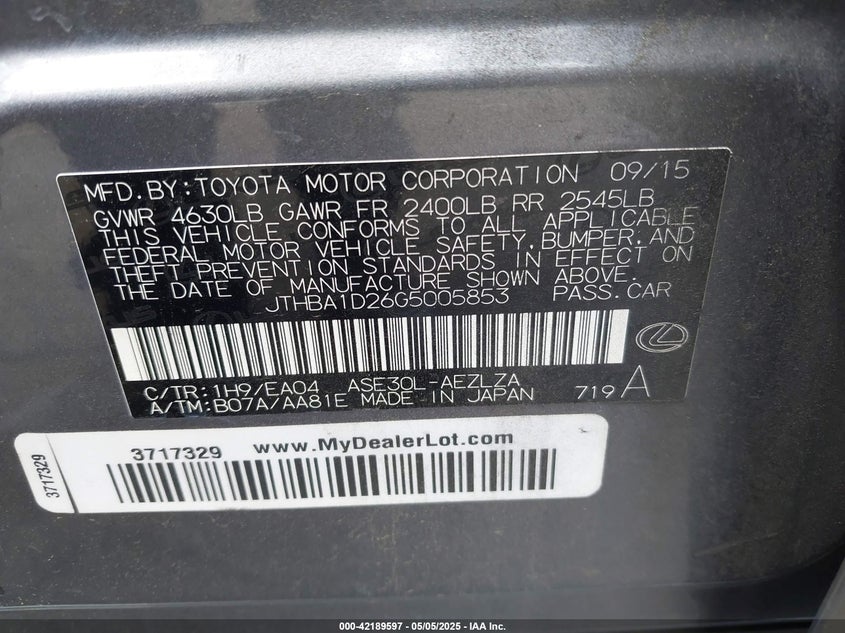 MFD.BY:TOYOTA MOTOR CORPORATION 09/15
GVWR 4630LB GAWR FR 2400LB RR 2545LB
THIS VEHICLE CONFORMS TO ALL APPLICABLE
FEDERAL MOTOR VEHICLE SAFETY,BUMPER,AND
THEFT PREVENTION STANDARDS IN EFFECT ON
THE DATE OF MANUFACTURE SHOWN ABOVE.
JTHBA1D26G5005853 PASS.CAR
C/TR:1H9/EA04 ASE30L-AEZLZA
A/TM:B07A/AA81E MADE IN JAPAN 719A
3717329 www.MyDealerLot.com
3717329
000-42189597 - 05/05/2025 - IAA Inc.